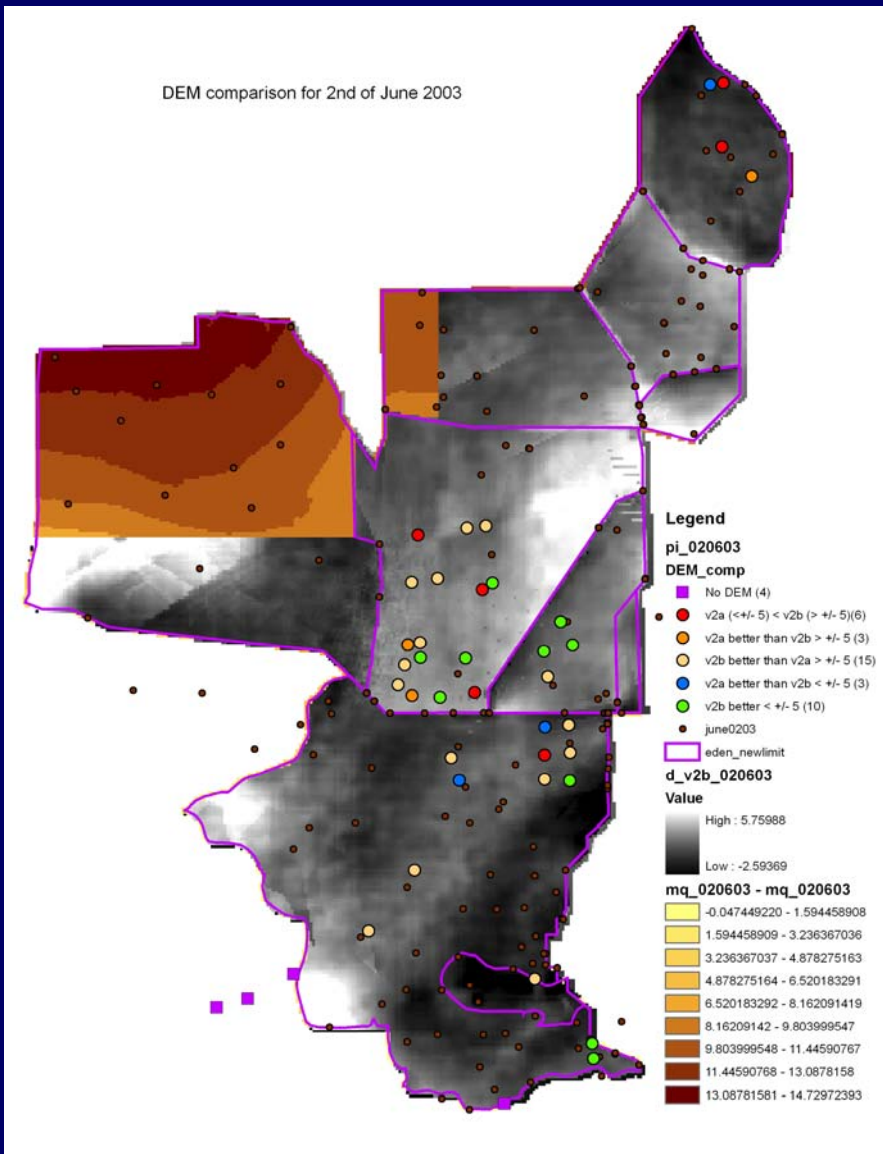 DEM comparison for 2nd of June 2003
Legend
pi_020603
DEM_comp
No DEM (4)
v2a (<+/- 5) < v2b (> +/- 5)(6)
v2a better than v2b > +/- 5 (3)
v2b better than v2a > +/- 5 (15)
v2a better than v2b < +/- 5 (3)
v2b better < +/- 5 (10)
june0203
eden_newlimit
d_v2b_020603
Value
High : 5.75988
Low : -2.59369
mq_020603 - mq_020603
-0.047449220 - 1.594458908
1.594458909 - 3.236367036
3.236367037 - 4.878275163
4.878275164 - 6.520183291
6.520183292 - 8.162091419
8.16209142 - 9.803999547
9.803999548 - 11.44590767
11.44590768 - 13.0878158
13.08781581 - 14.72972393